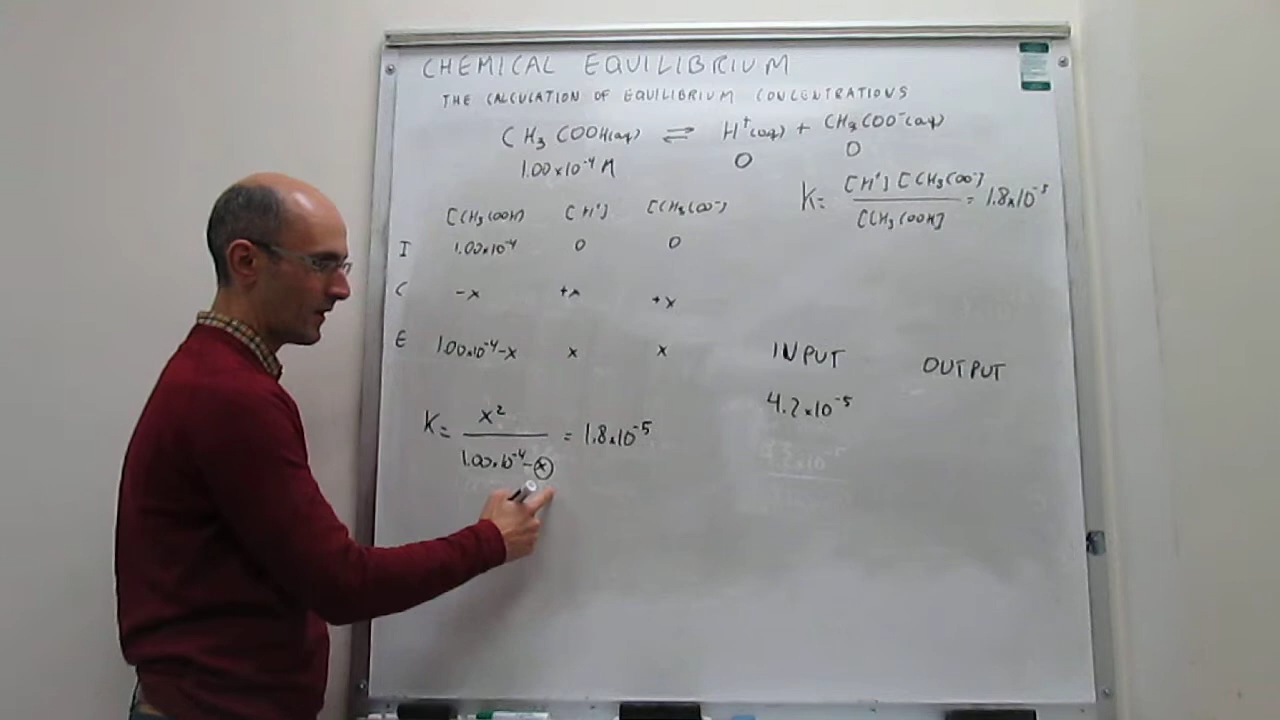 CHEMICAL EQUILIBRIUM
THE CALCULATION OF EQUILIBRIUM CONCENTRATIONS
CH₃COOH(aq) ⇌ H⁺(aq) + CH₃COO⁻(aq)
1.00×10⁻⁴ M 0 0
K = [H⁺][CH₃COO⁻] / [CH₃COOH] = 1.8×10⁻⁵
[CH₃COOH] [H⁺] [CH₃COO⁻]
I 1.00×10⁻⁴ 0 0
C -x +x +x
E 1.00×10⁻⁴-x x x
INPUT OUTPUT
4.2×10⁻⁵
K = x² / 1.00×10⁻⁴-x = 1.8×10⁻⁵